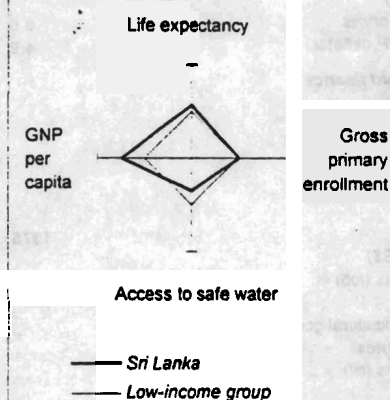 Life expectancy
GNP
per
capita
Gross
primary
enrollment
Access to safe water
Sri Lanka
Low-income group